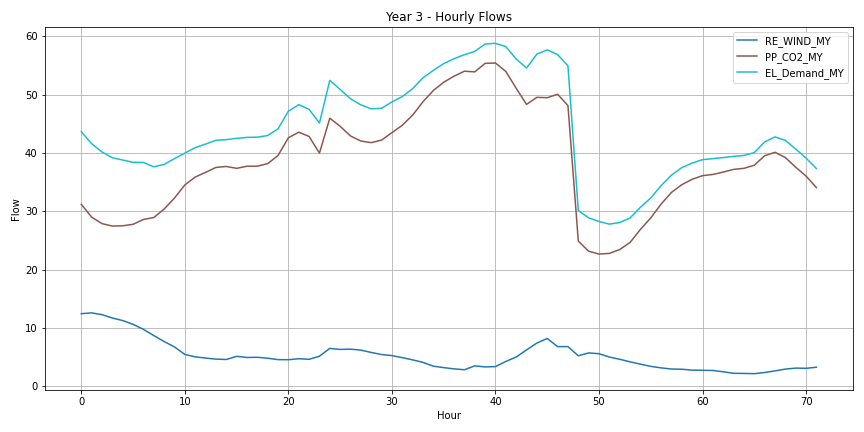 Year 3 - Hourly Flows
RE_WIND_MY
PP_CO2_MY
EL_Demand_MY
Flow
60
50
40
30
20
10
0
0 10 20 30 40 50 60 70
Hour